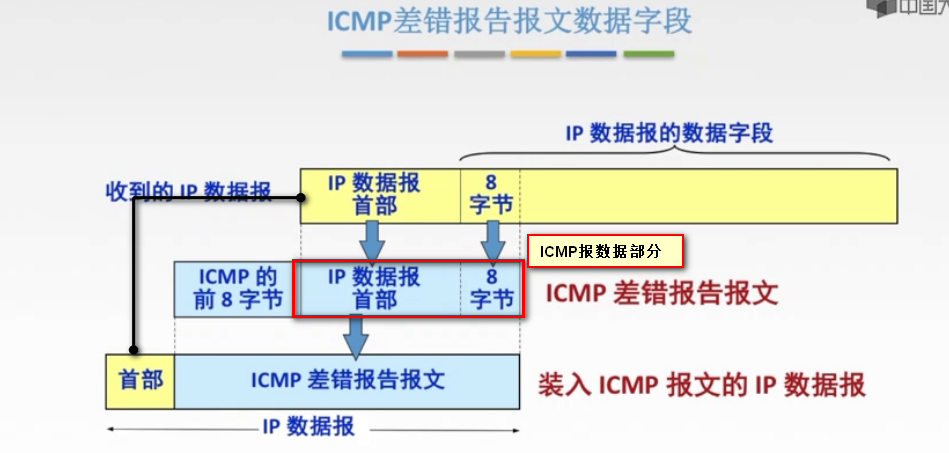 中国大
ICMP差错报告报文数据字段
IP 数据报的数据字段
收到的 IP 数据报
IP 数据报
首部
8
字节
ICMP报数据部分
ICMP 的
前 8 字节
IP 数据报
首部
8
字节
ICMP 差错报告报文
首部
ICMP 差错报告报文
装入 ICMP 报文的 IP 数据报
IP 数据报